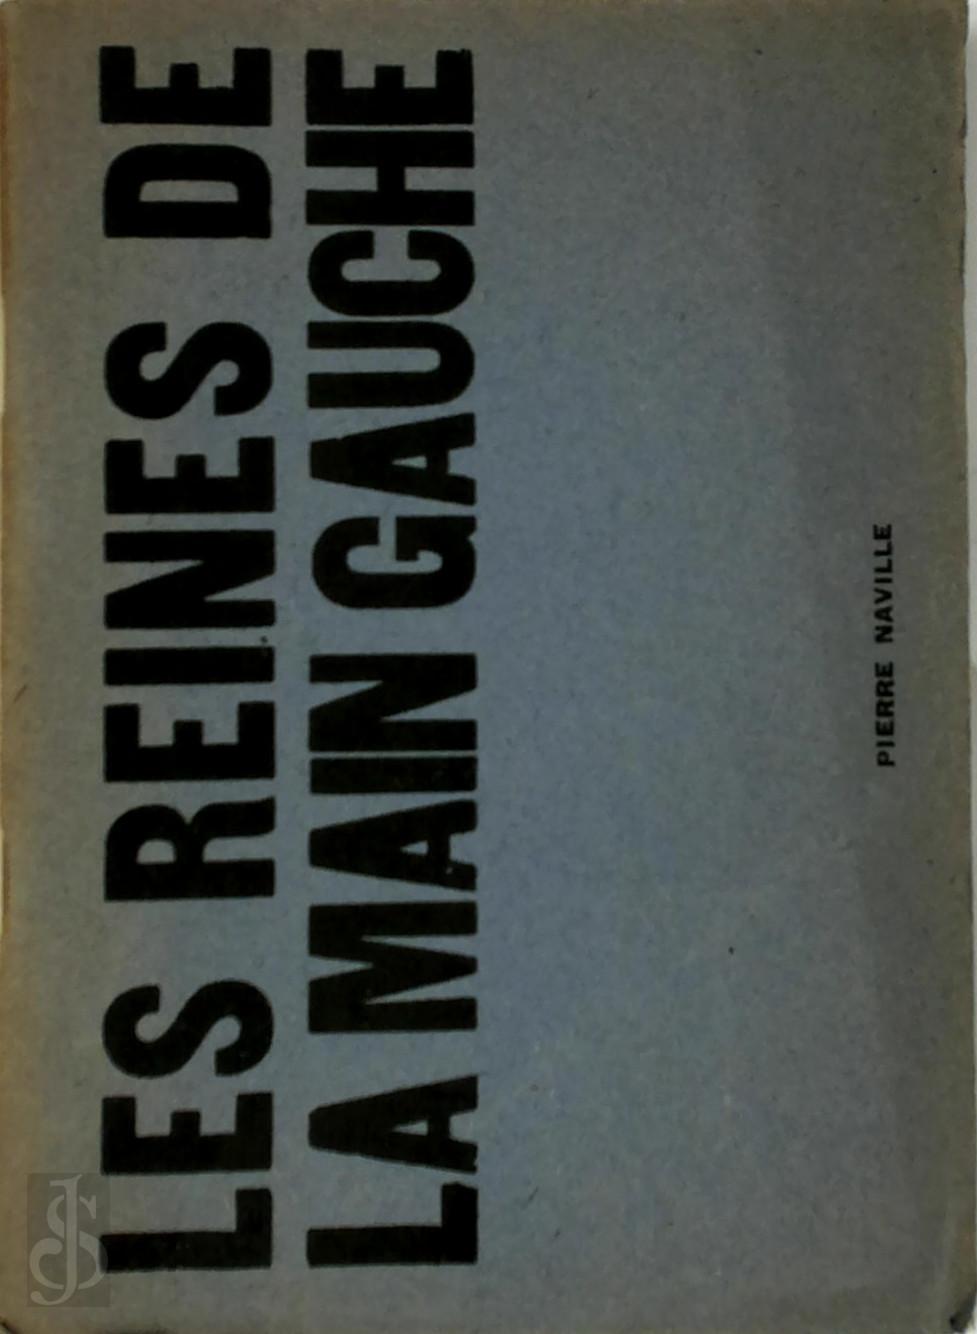 LES REINES DE
LA MAIN GAUCHE
PIERRE NAVILLE